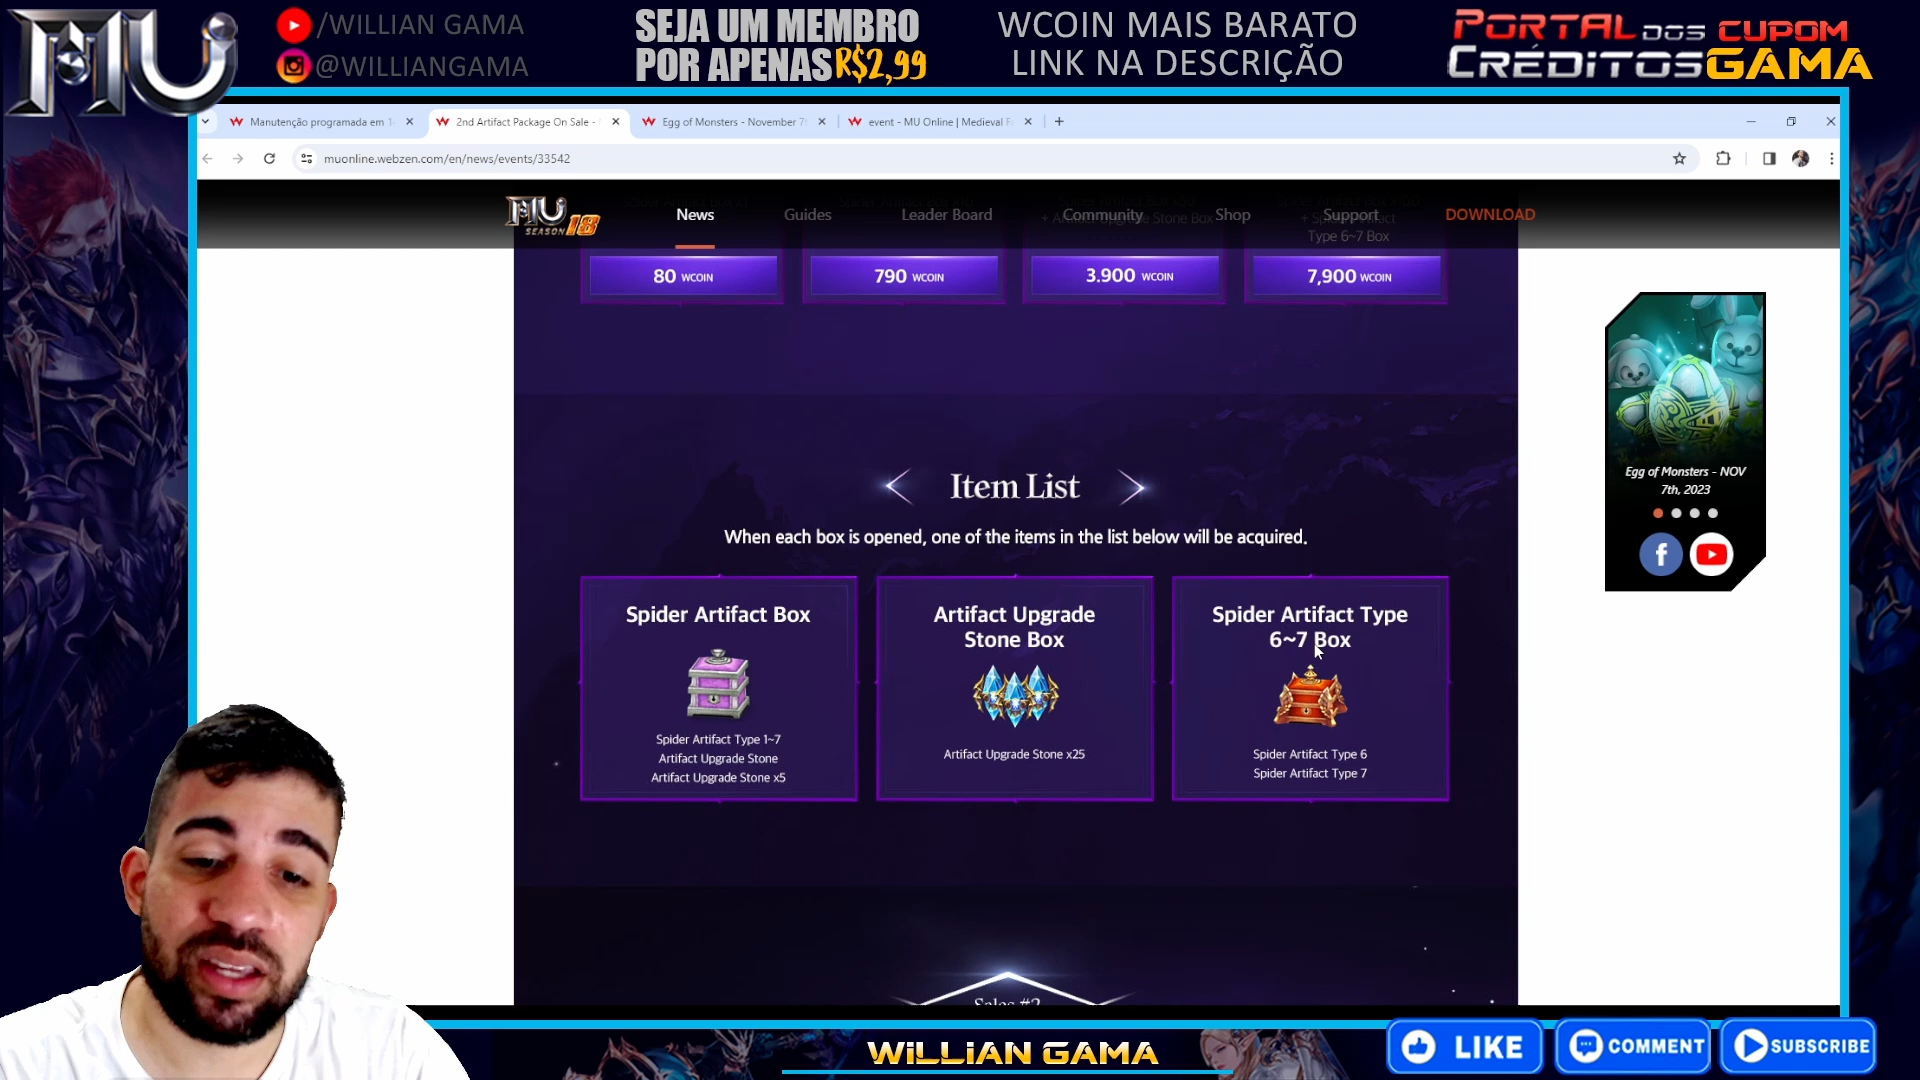 MU
/WILLIAN GAMA
@WILLIANGAMA
SEJA UM MEMBRO
POR APENAS R$2,99
WCOIN MAIS BARATO
LINK NA DESCRIÇÃO
PORTAL DOS
CRÉDITOS
CUPOM
GAMA
Manutenção programada em 1
2nd Artifact Package On Sale -
Egg of Monsters - November 7
event - MU Online | Medieval F
muonline.webzen.com/en/news/events/33542
MU
SEASON 18
News
Guides
Leader Board
Community
Shop
Support
DOWNLOAD
Type 6~7 Box
80 WCOIN
790 WCOIN
3.900 WCOIN
7,900 WCOIN
Item List
When each box is opened, one of the items in the list below will be acquired.
Spider Artifact Box
Spider Artifact Type 1~7
Artifact Upgrade Stone
Artifact Upgrade Stone x5
Artifact Upgrade
Stone Box
Artifact Upgrade Stone x25
Spider Artifact Type
6~7 Box
Spider Artifact Type 6
Spider Artifact Type 7
Egg of Monsters - NOV
7th, 2023
Sales #2
WILLIAN GAMA
LIKE
COMMENT
SUBSCRIBE